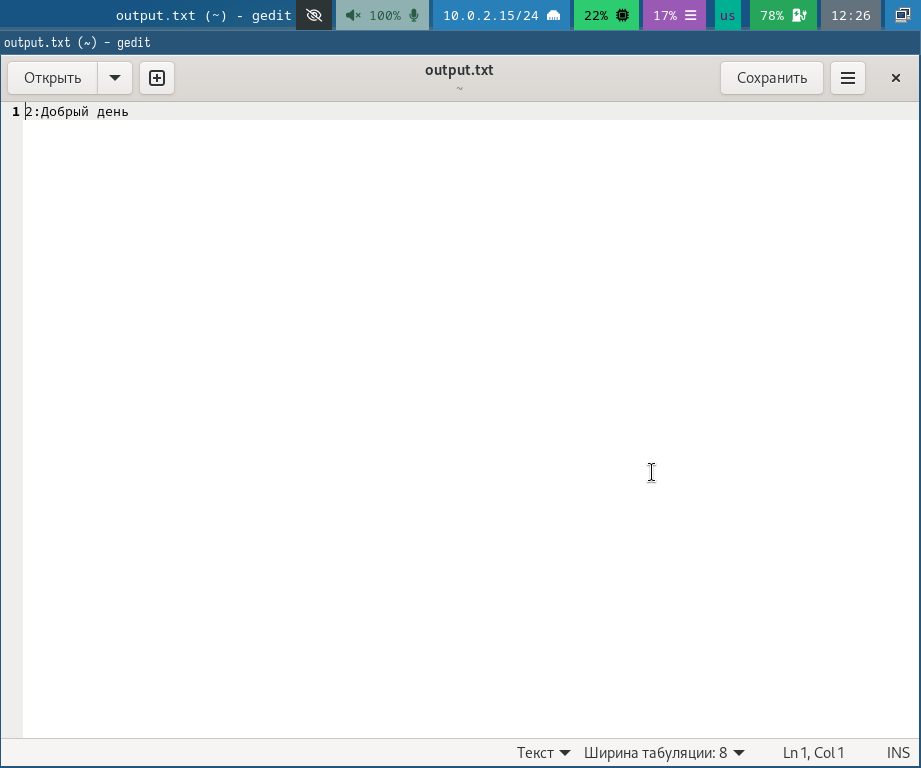 output.txt (~) - gedit 100% 10.0.2.15/24 22% 17% us 78% 12:26
output.txt (~) - gedit
Открыть output.txt Сохранить
~
1 2:Добрый день
Текст Ширина табуляции: 8 Ln 1, Col 1 INS